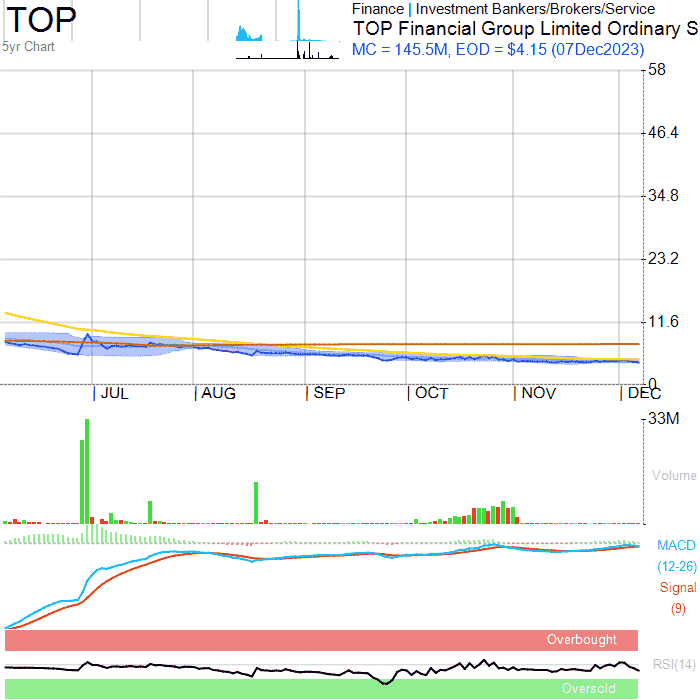 TOP
5yr Chart
Finance | Investment Bankers/Brokers/Service
TOP Financial Group Limited Ordinary S
MC = 145.5M, EOD = $4.15 (07Dec2023)
58
46.4
34.8
23.2
11.6
0
JUL
AUG
SEP
OCT
NOV
DEC
33M
Volume
MACD
(12-26)
Signal
(9)
Overbought
RSI(14)
Oversold